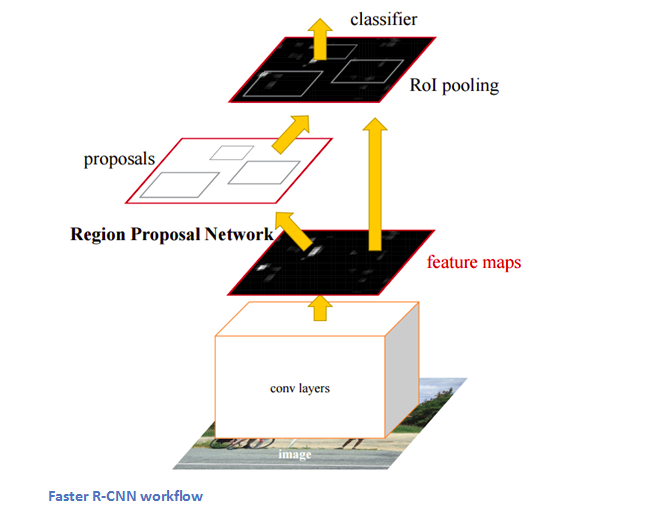 classifier
RoI pooling
proposals
Region Proposal Network
feature maps
conv layers
image
Faster R-CNN workflow